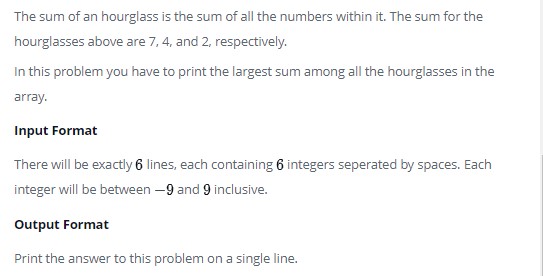 The sum of an hourglass is the sum of all the numbers within it. The sum for the
hourglasses above are 7, 4, and 2, respectively.
In this problem you have to print the largest sum among all the hourglasses in the
array.
Input Format
There will be exactly 6 lines, each containing 6 integers seperated by spaces. Each
integer will be between −9 and 9 inclusive.
Output Format
Print the answer to this problem on a single line.